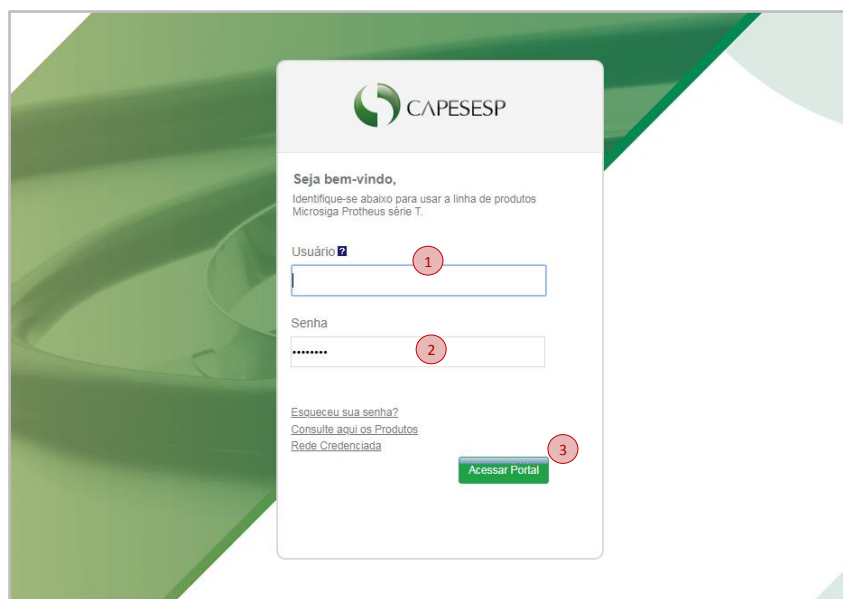 CAPESESP
Seja bem-vindo,
Identifique-se abaixo para usar a linha de produtos
Microsiga Protheus série T.
Usuário ?
1
Senha
••••••••
2
Esqueceu sua senha?
Consulte aqui os Produtos
Rede Credenciada
3
Acessar Portal